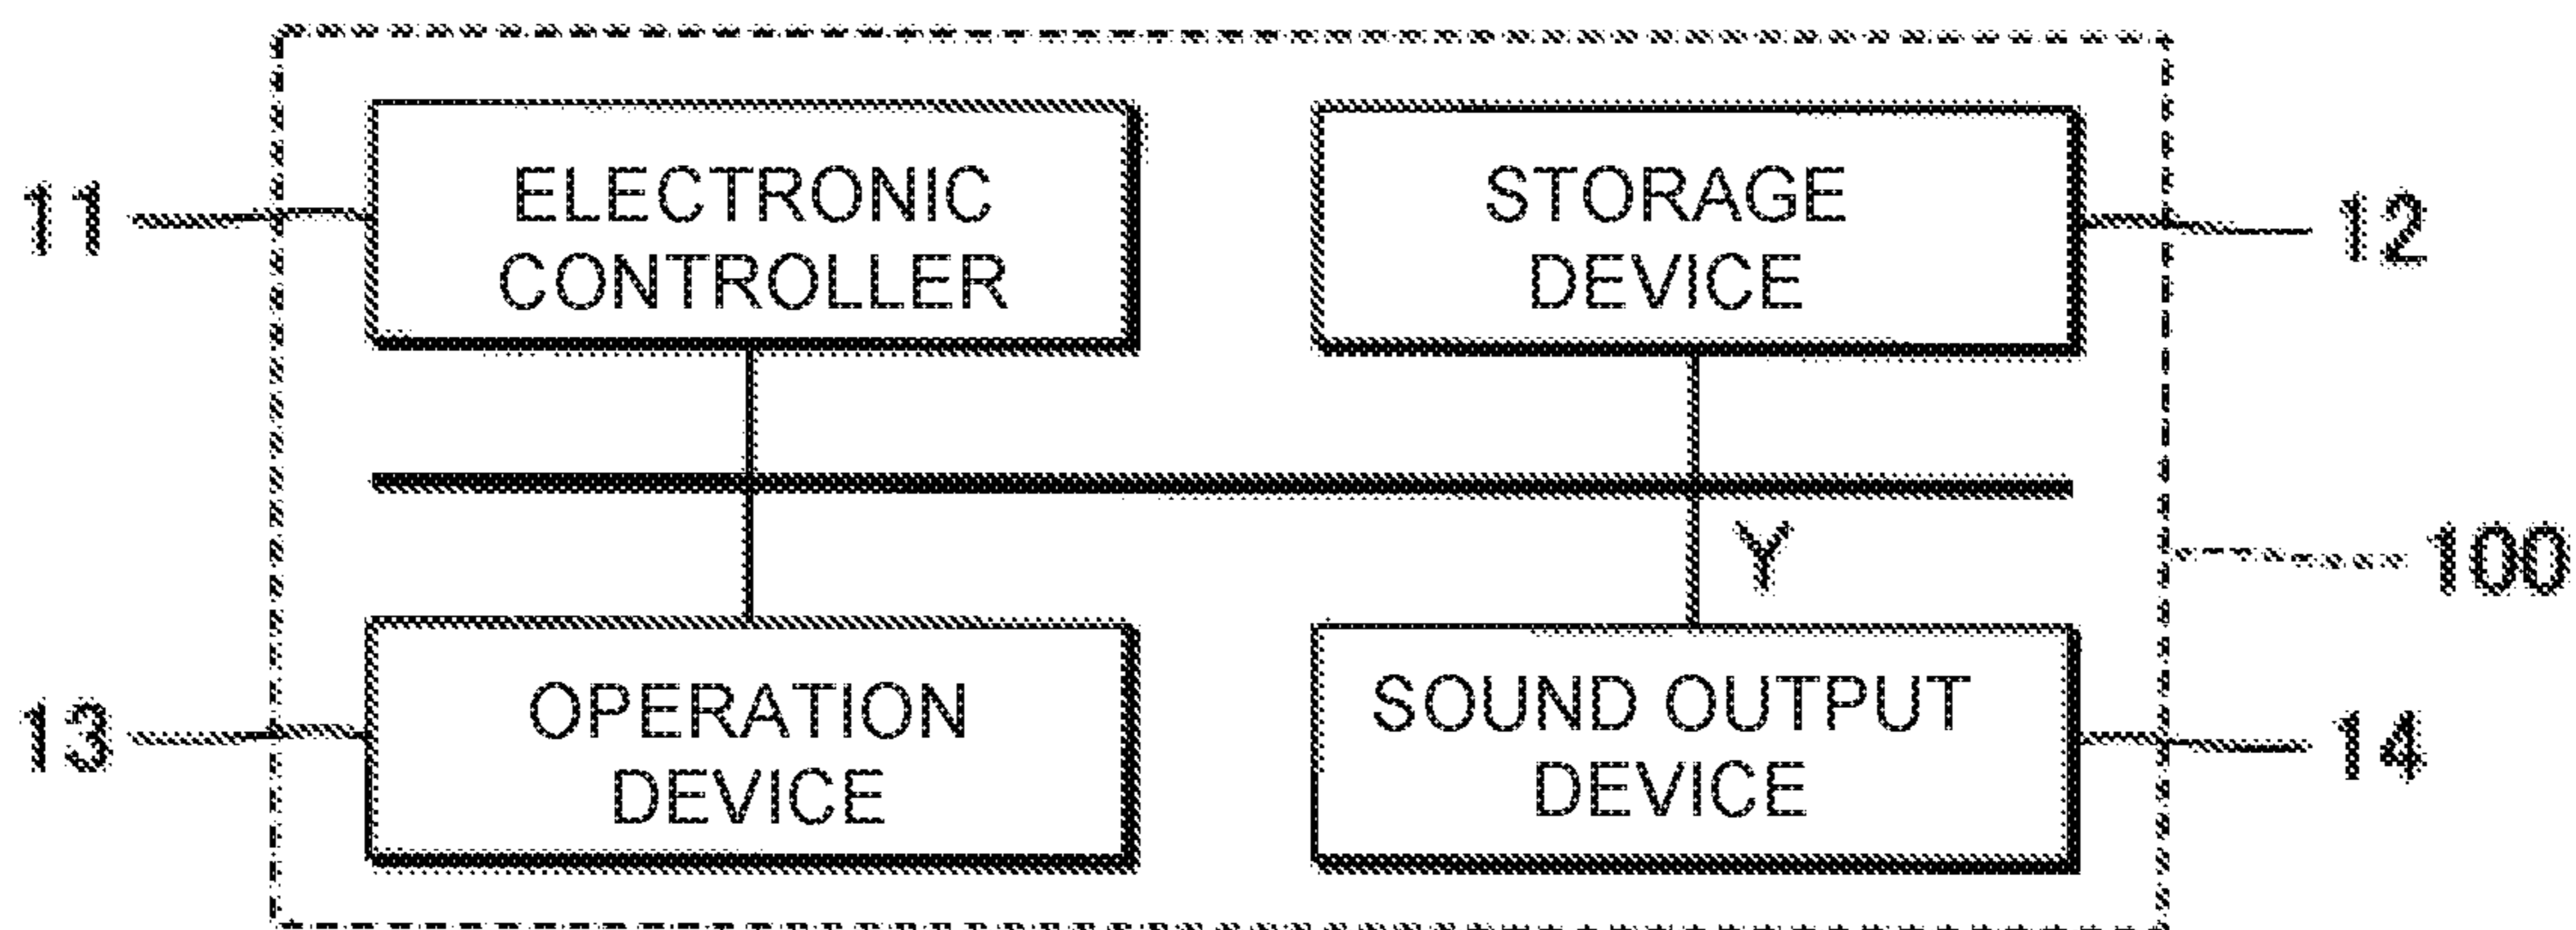 11
ELECTRONIC
CONTROLLER
STORAGE
DEVICE
12
Y
100
13
OPERATION
DEVICE
SOUND OUTPUT
DEVICE
14